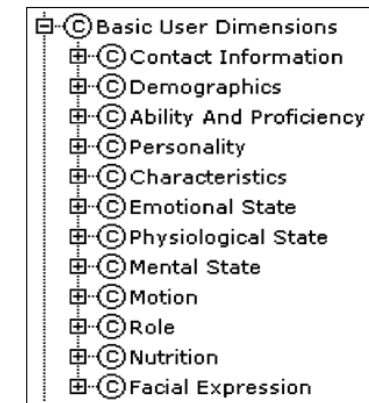 Ⓒ Basic User Dimensions
Ⓒ Contact Information
Ⓒ Demographics
Ⓒ Ability And Proficiency
Ⓒ Personality
Ⓒ Characteristics
Ⓒ Emotional State
Ⓒ Physiological State
Ⓒ Mental State
Ⓒ Motion
Ⓒ Role
Ⓒ Nutrition
Ⓒ Facial Expression